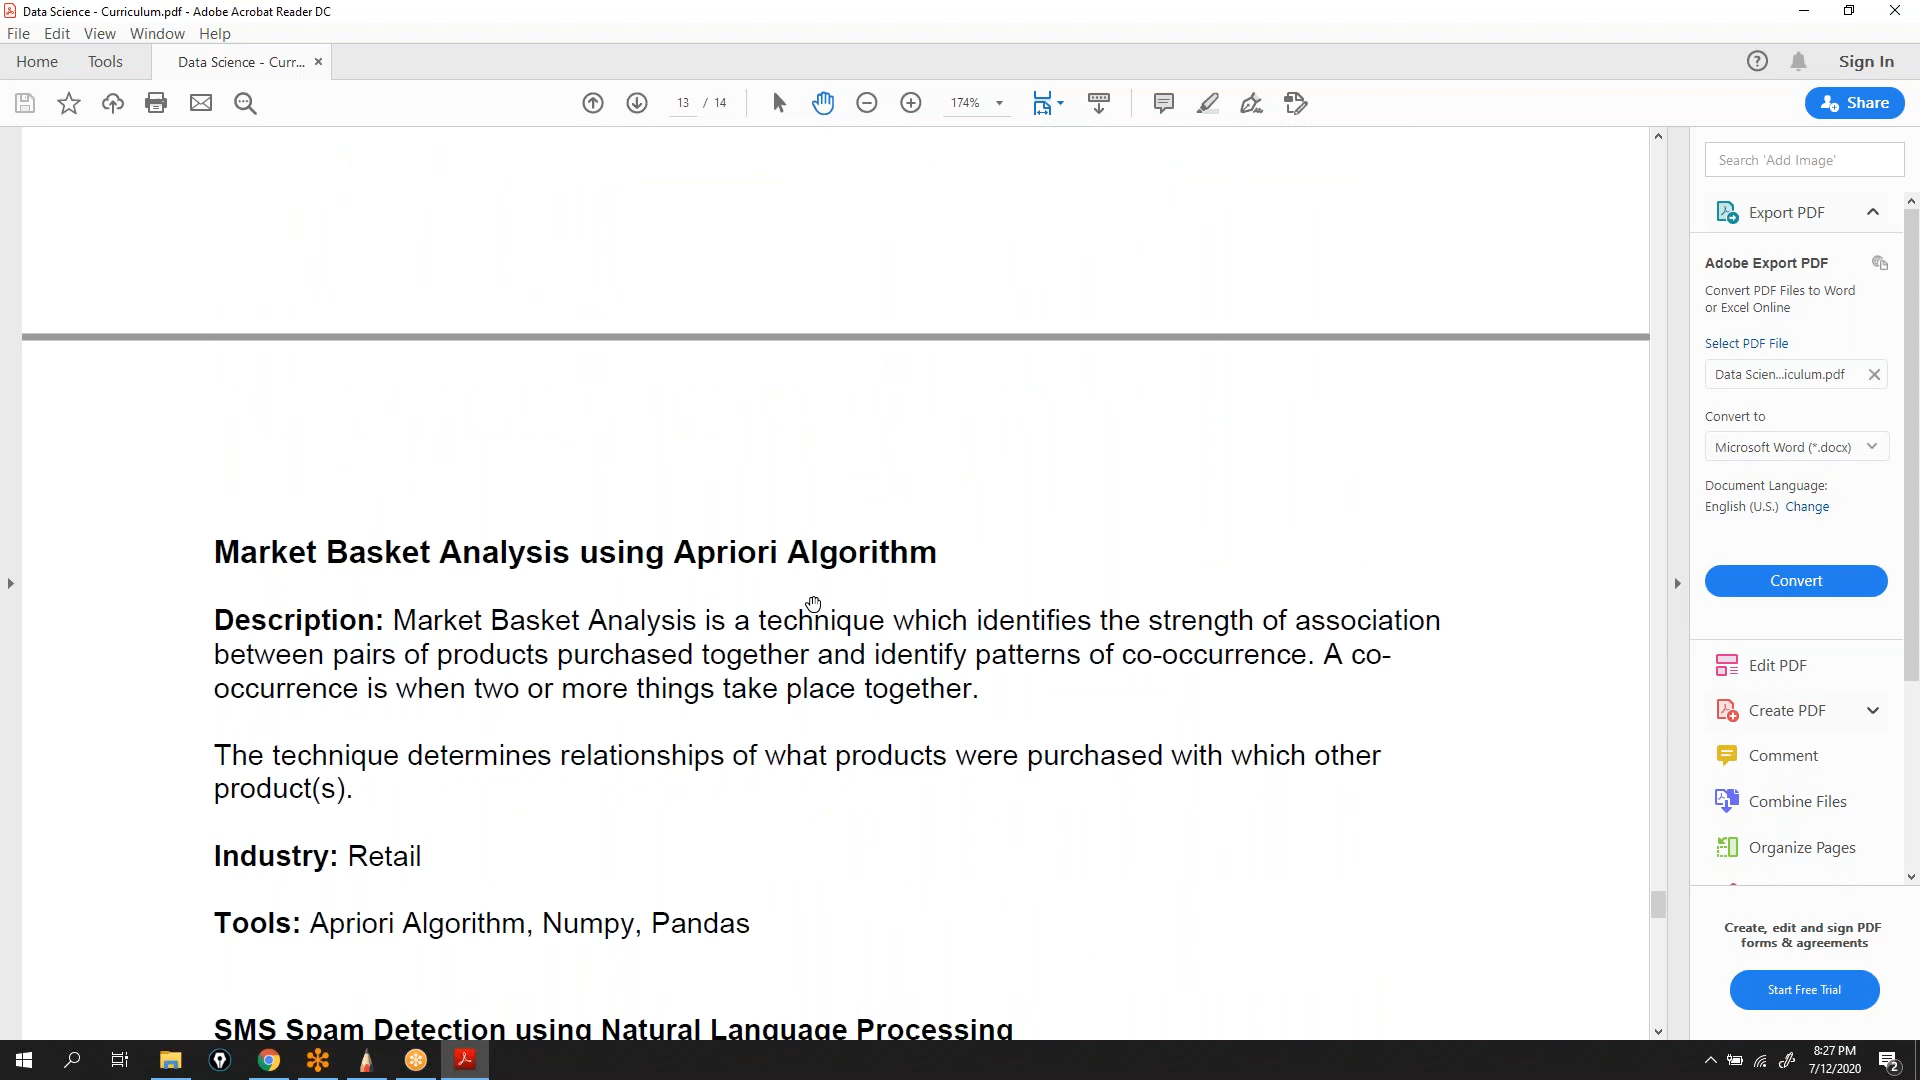 Data Science - Curriculum.pdf - Adobe Acrobat Reader DC
File Edit View Window Help
Home Tools Data Science - Curr... × Sign In
13 / 14 174% Share
Search 'Add Image'
Export PDF
Adobe Export PDF
Convert PDF Files to Word
or Excel Online
Select PDF File
Data Scien...iculum.pdf
Convert to
Microsoft Word (*.docx)
Document Language:
English (U.S.) Change
Convert
Edit PDF
Create PDF
Comment
Combine Files
Organize Pages
Create, edit and sign PDF
forms & agreements
Start Free Trial
Market Basket Analysis using Apriori Algorithm
Description: Market Basket Analysis is a technique which identifies the strength of association
between pairs of products purchased together and identify patterns of co-occurrence. A co-
occurrence is when two or more things take place together.
The technique determines relationships of what products were purchased with which other
product(s).
Industry: Retail
Tools: Apriori Algorithm, Numpy, Pandas
SMS Spam Detection using Natural Language Processing
8:27 PM
7/12/2020
2